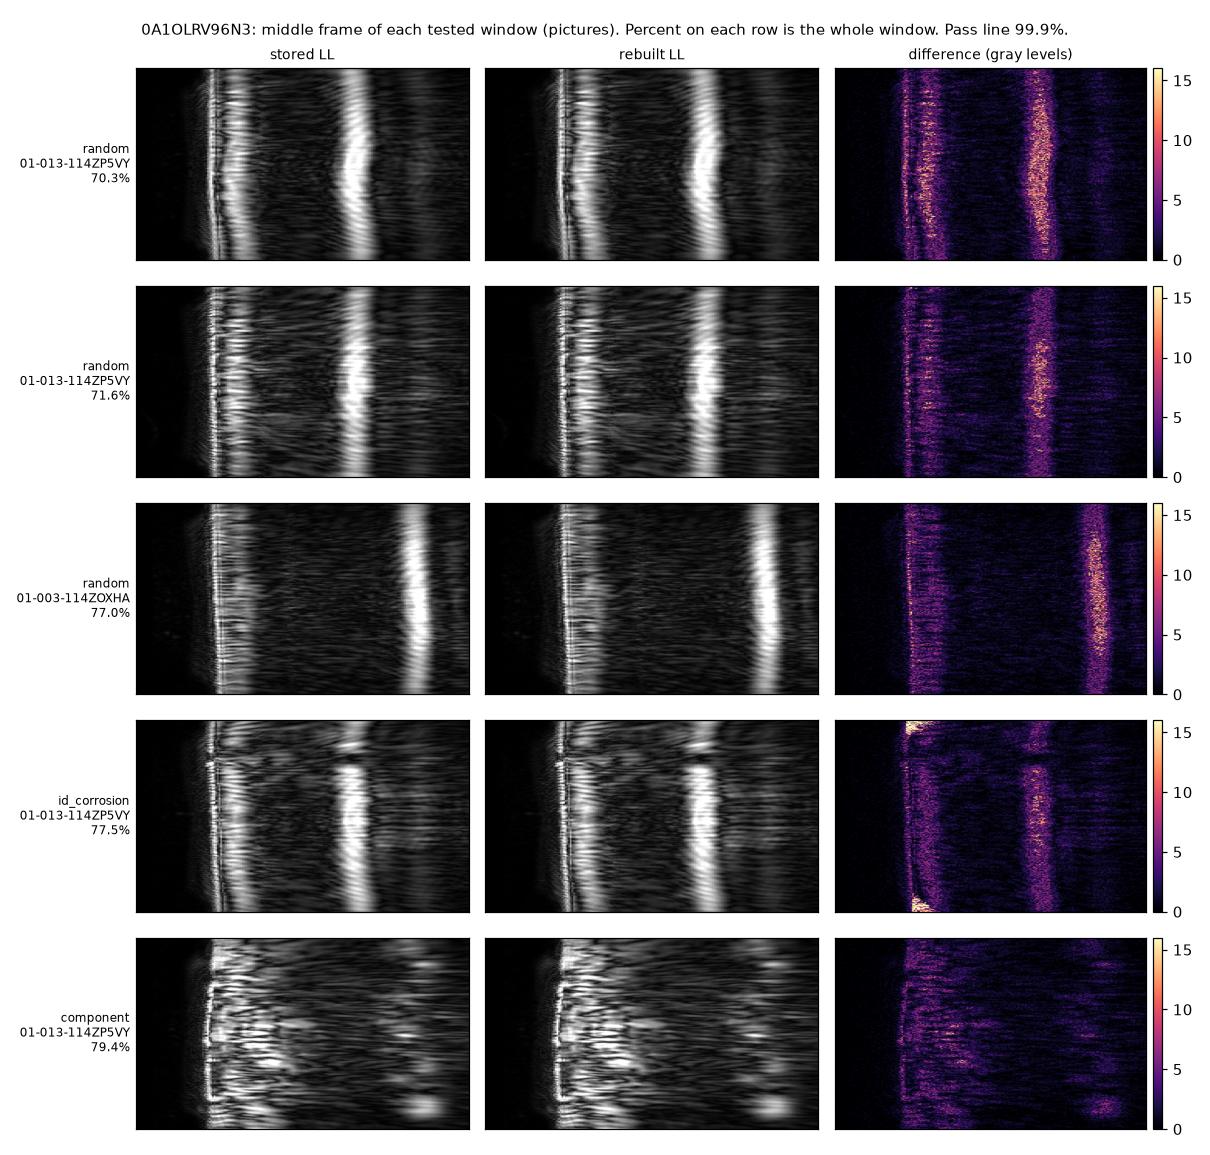 0A1OLRV96N3: middle frame of each tested window (pictures). Percent on each row is the whole window. Pass line 99.9%.
stored LL
rebuilt LL
difference (gray levels)
random
01-013-114ZP5VY
70.3%
15
10
5
0
random
01-013-114ZP5VY
71.6%
15
10
5
0
random
01-003-114ZOXHA
77.0%
15
10
5
0
id_corrosion
01-013-114ZP5VY
77.5%
15
10
5
0
component
01-013-114ZP5VY
79.4%
15
10
5
0